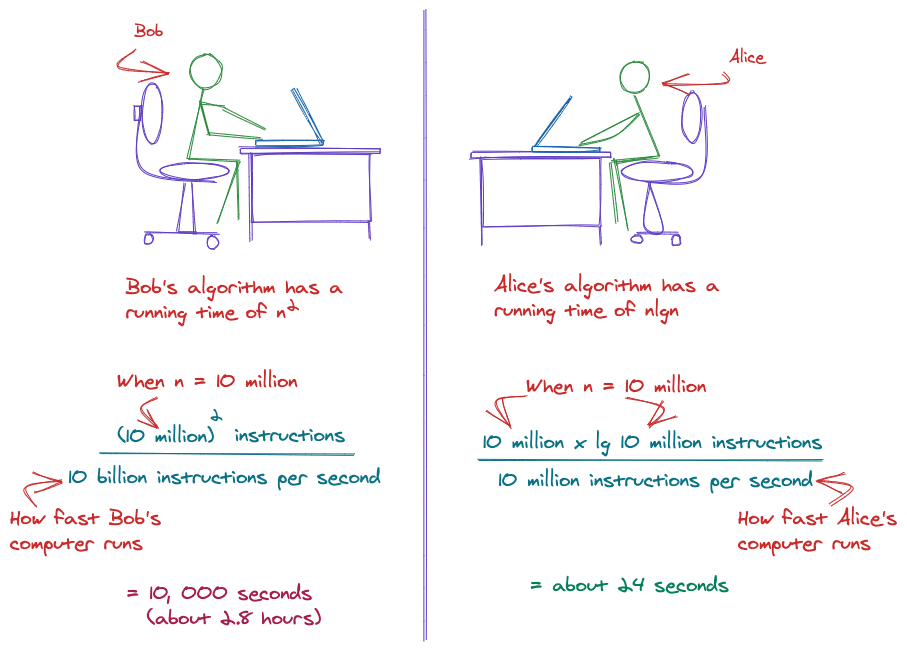 Bob
Bob's algorithm has a
running time of n²
When n = 10 million
(10 million)² instructions
10 billion instructions per second
How fast Bob's
computer runs
= 10, 000 seconds
(about 2.8 hours)
Alice
Alice's algorithm has a
running time of nlgn
When n = 10 million
10 million x lg 10 million instructions
10 million instructions per second
How fast Alice's
computer runs
= about 24 seconds